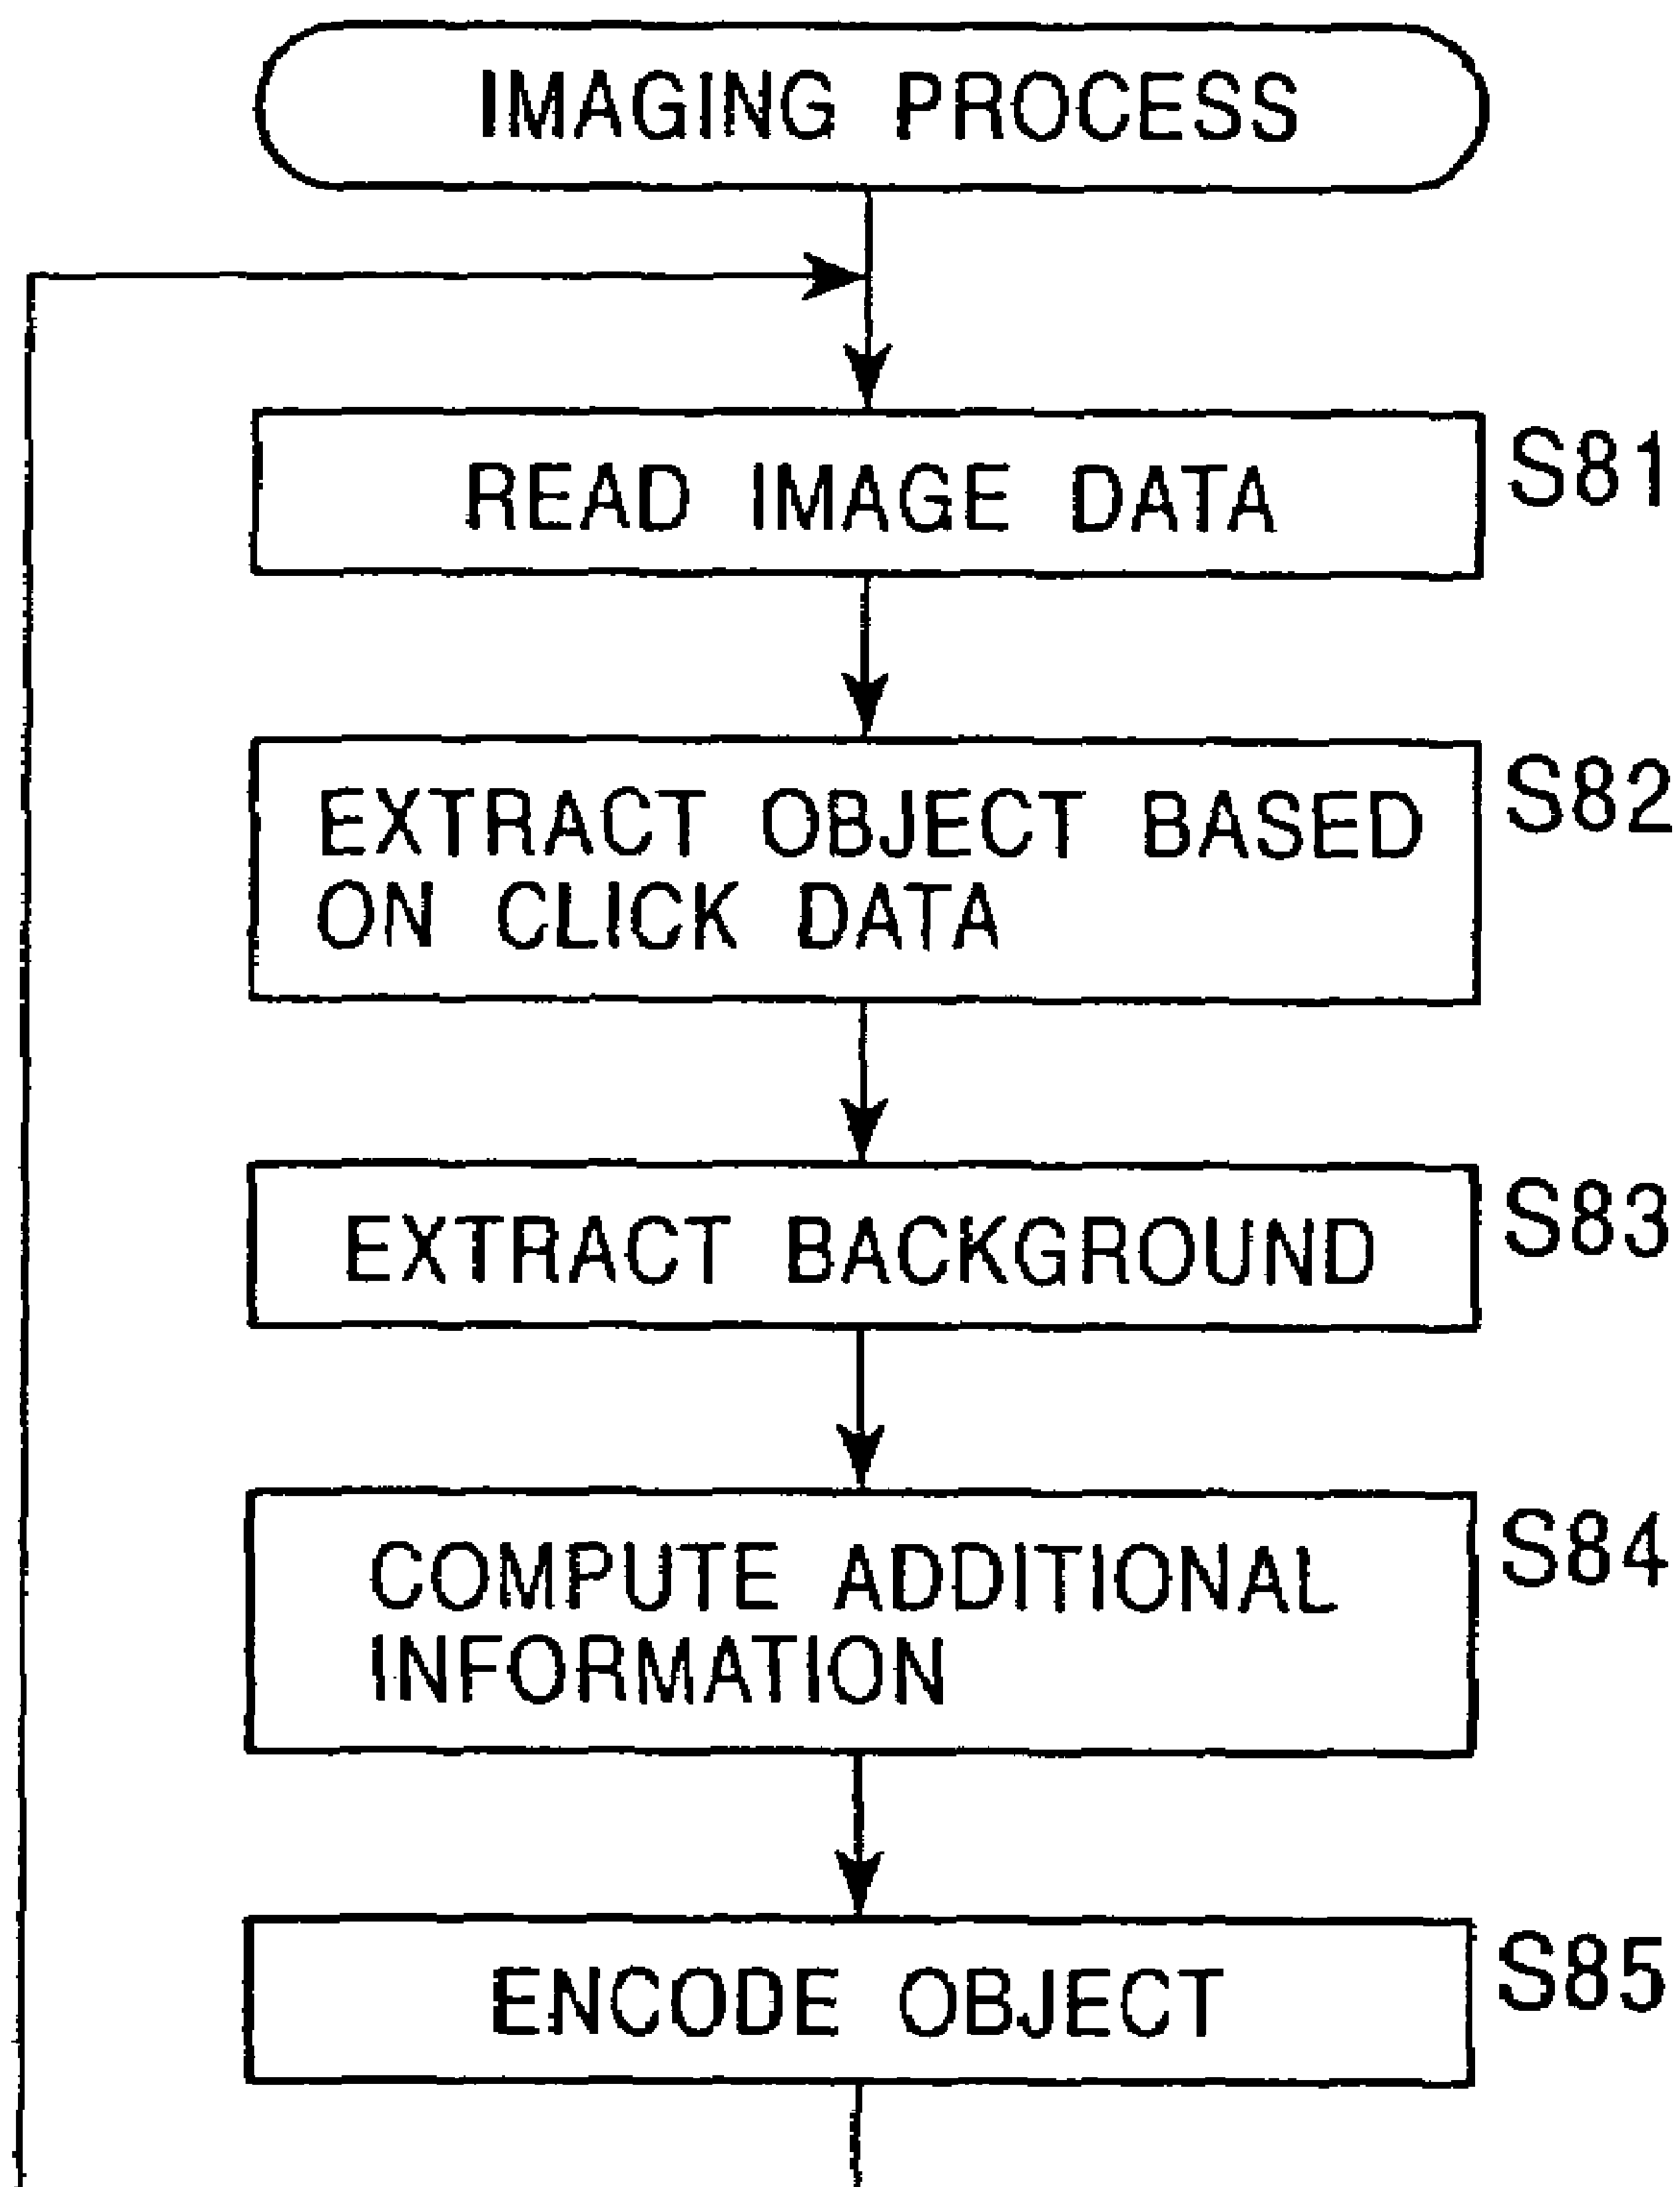 IMAGING PROCESS
READ IMAGE DATA
S81
EXTRACT OBJECT BASED
ON CLICK DATA
S82
EXTRACT BACKGROUND
S83
COMPUTE ADDITIONAL
INFORMATION
S84
ENCODE OBJECT
S85